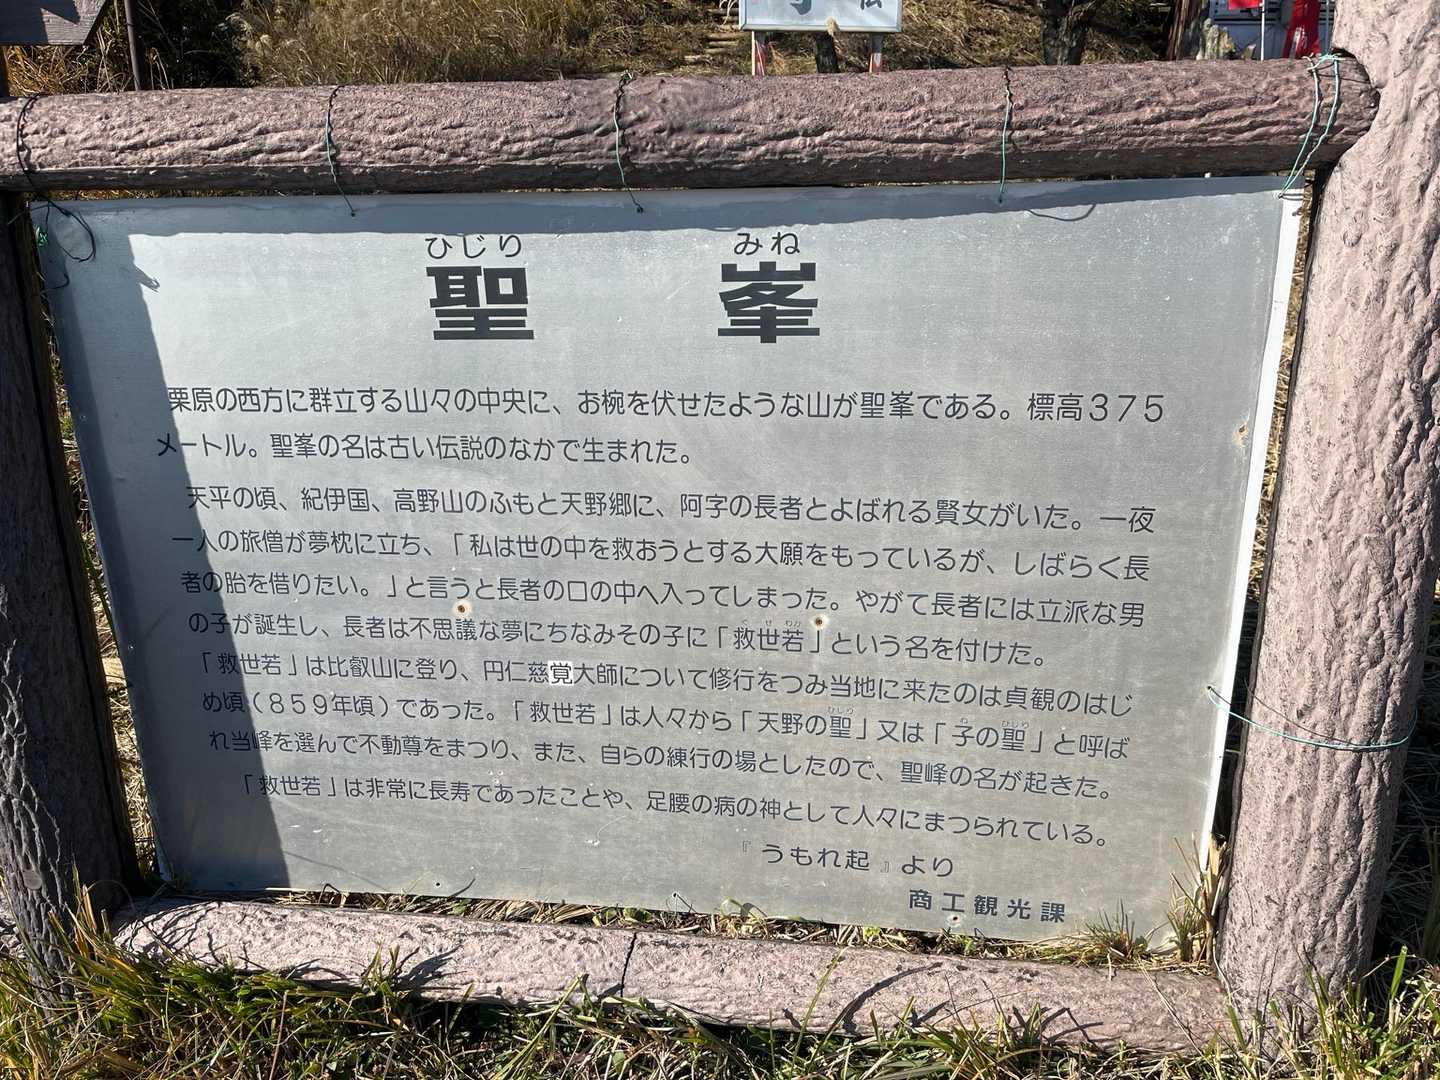 ひじり みね
聖 峯
栗原の西方に群立する山々の中央に、お椀を伏せたような山が聖峯である。標高375
メートル。聖峯の名は古い伝説のなかで生まれた。
天平の頃、紀伊国、高野山のふもと天野郷に、阿字の長者とよばれる賢女がいた。一夜
一人の旅僧が夢枕に立ち、「私は世の中を救おうとする大願をもっているが、しばらく長
者の胎を借りたい。」と言うと長者の口の中へ入ってしまった。やがて長者には立派な男
の子が誕生し、長者は不思議な夢にちなみその子に「救世若」という名を付けた。
く せ わか
「救世若」は比叡山に登り、円仁慈覚大師について修行をつみ当地に来たのは貞観のはじ
め頃(859年頃)であった。「救世若」は人々から「天野の聖」又は「子の聖」と呼ば
ひじり わ ひじり
れ当峰を選んで不動尊をまつり、また、自らの練行の場としたので、聖峰の名が起きた。
「救世若」は非常に長寿であったことや、足腰の病の神として人々にまつられている。
『うもれ起』より
商工観光課